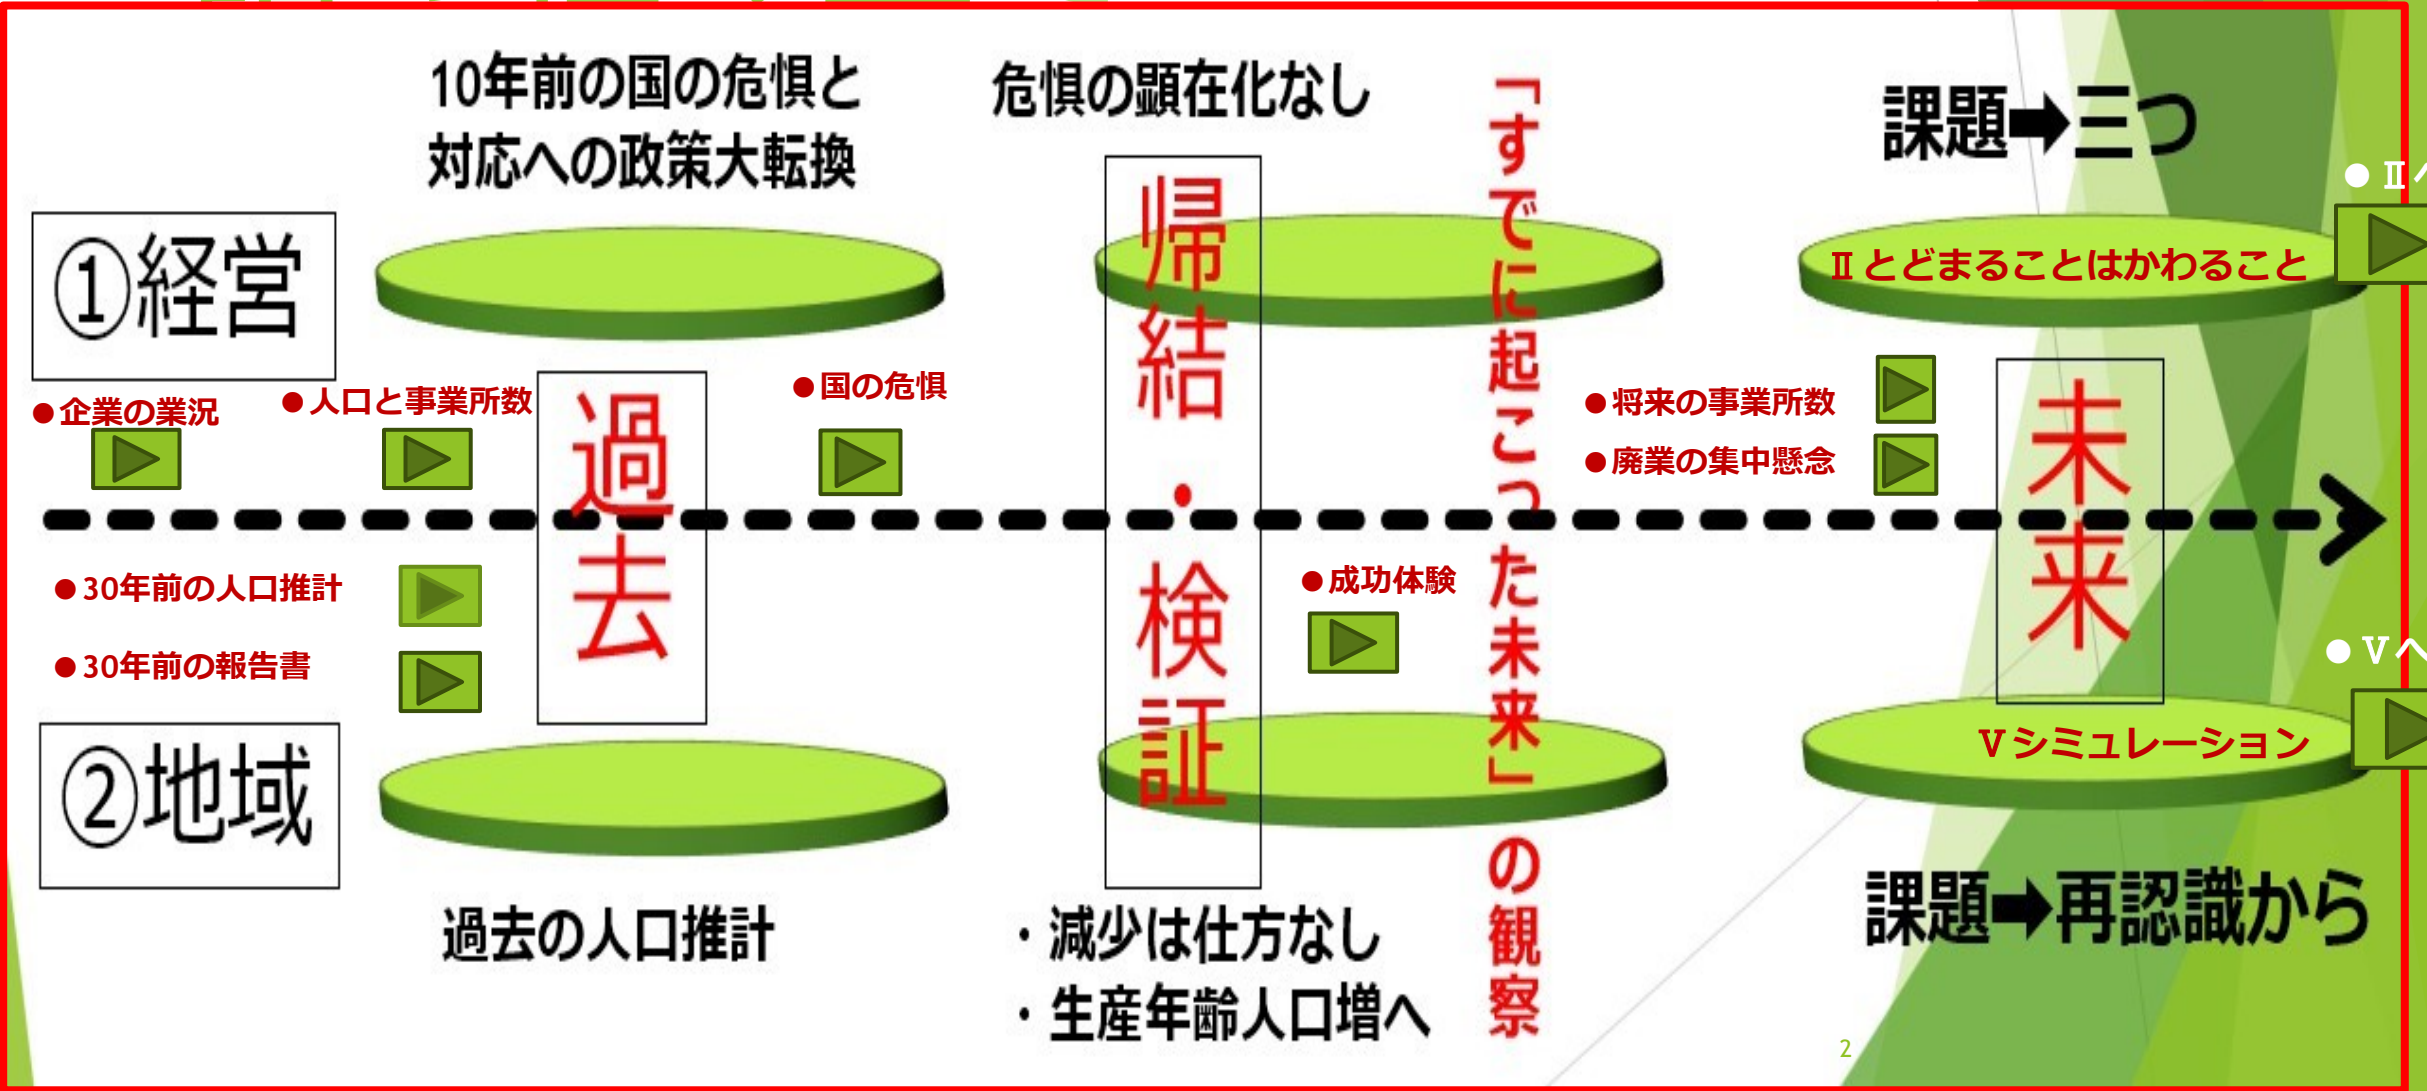 10年前の国の危惧と
対応への政策大転換
危惧の顕在化なし
「すでに起こった未来」の観察
課題➡三つ
●Ⅱへ
①経営
帰結・検証
Ⅱとどまることはかわること
●企業の業況
●人口と事業所数
過去
●国の危惧
●将来の事業所数
●廃業の集中懸念
未来
●30年前の人口推計
●30年前の報告書
●成功体験
●Ⅴへ
②地域
Ⅴシミュレーション
過去の人口推計
・減少は仕方なし
・生産年齢人口増へ
課題➡再認識から
2